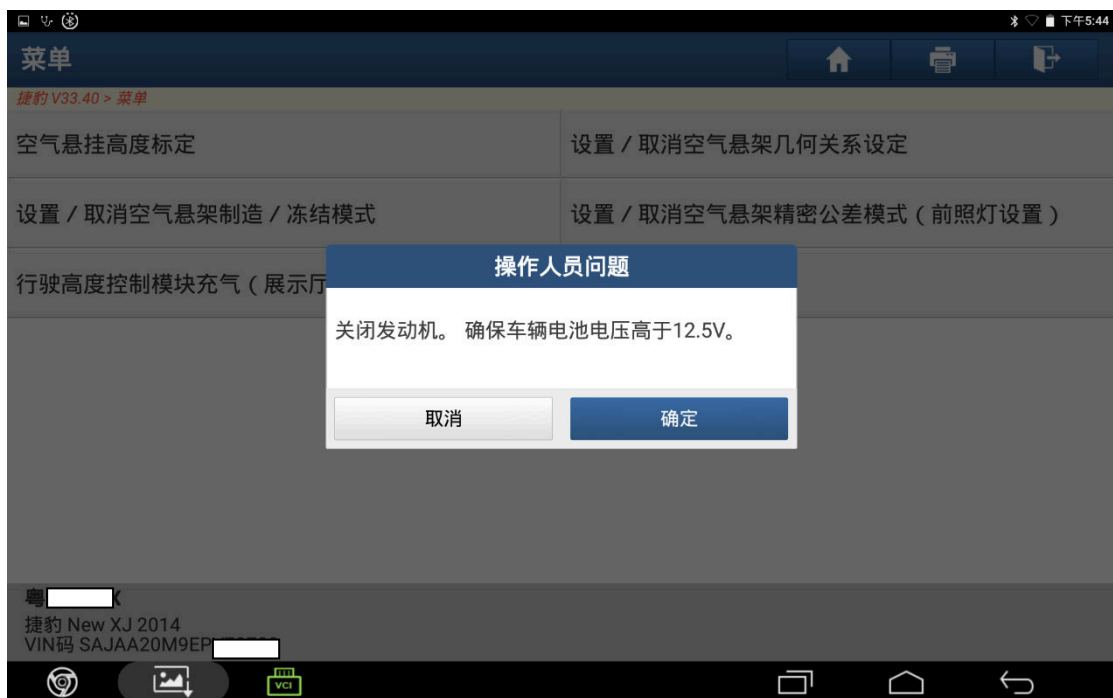 下午5:44
菜单
捷豹 V33.40 > 菜单
空气悬挂高度标定
设置 / 取消空气悬架几何关系设定
设置 / 取消空气悬架制造 / 冻结模式
设置 / 取消空气悬架精密公差模式 ( 前照灯设置 )
行驶高度控制模块充气 ( 展示厅
操作人员问题
关闭发动机。 确保车辆电池电压高于12.5V。
取消
确定
粤
捷豹 New XJ 2014
VIN码 SAJAA20M9EP
VCI